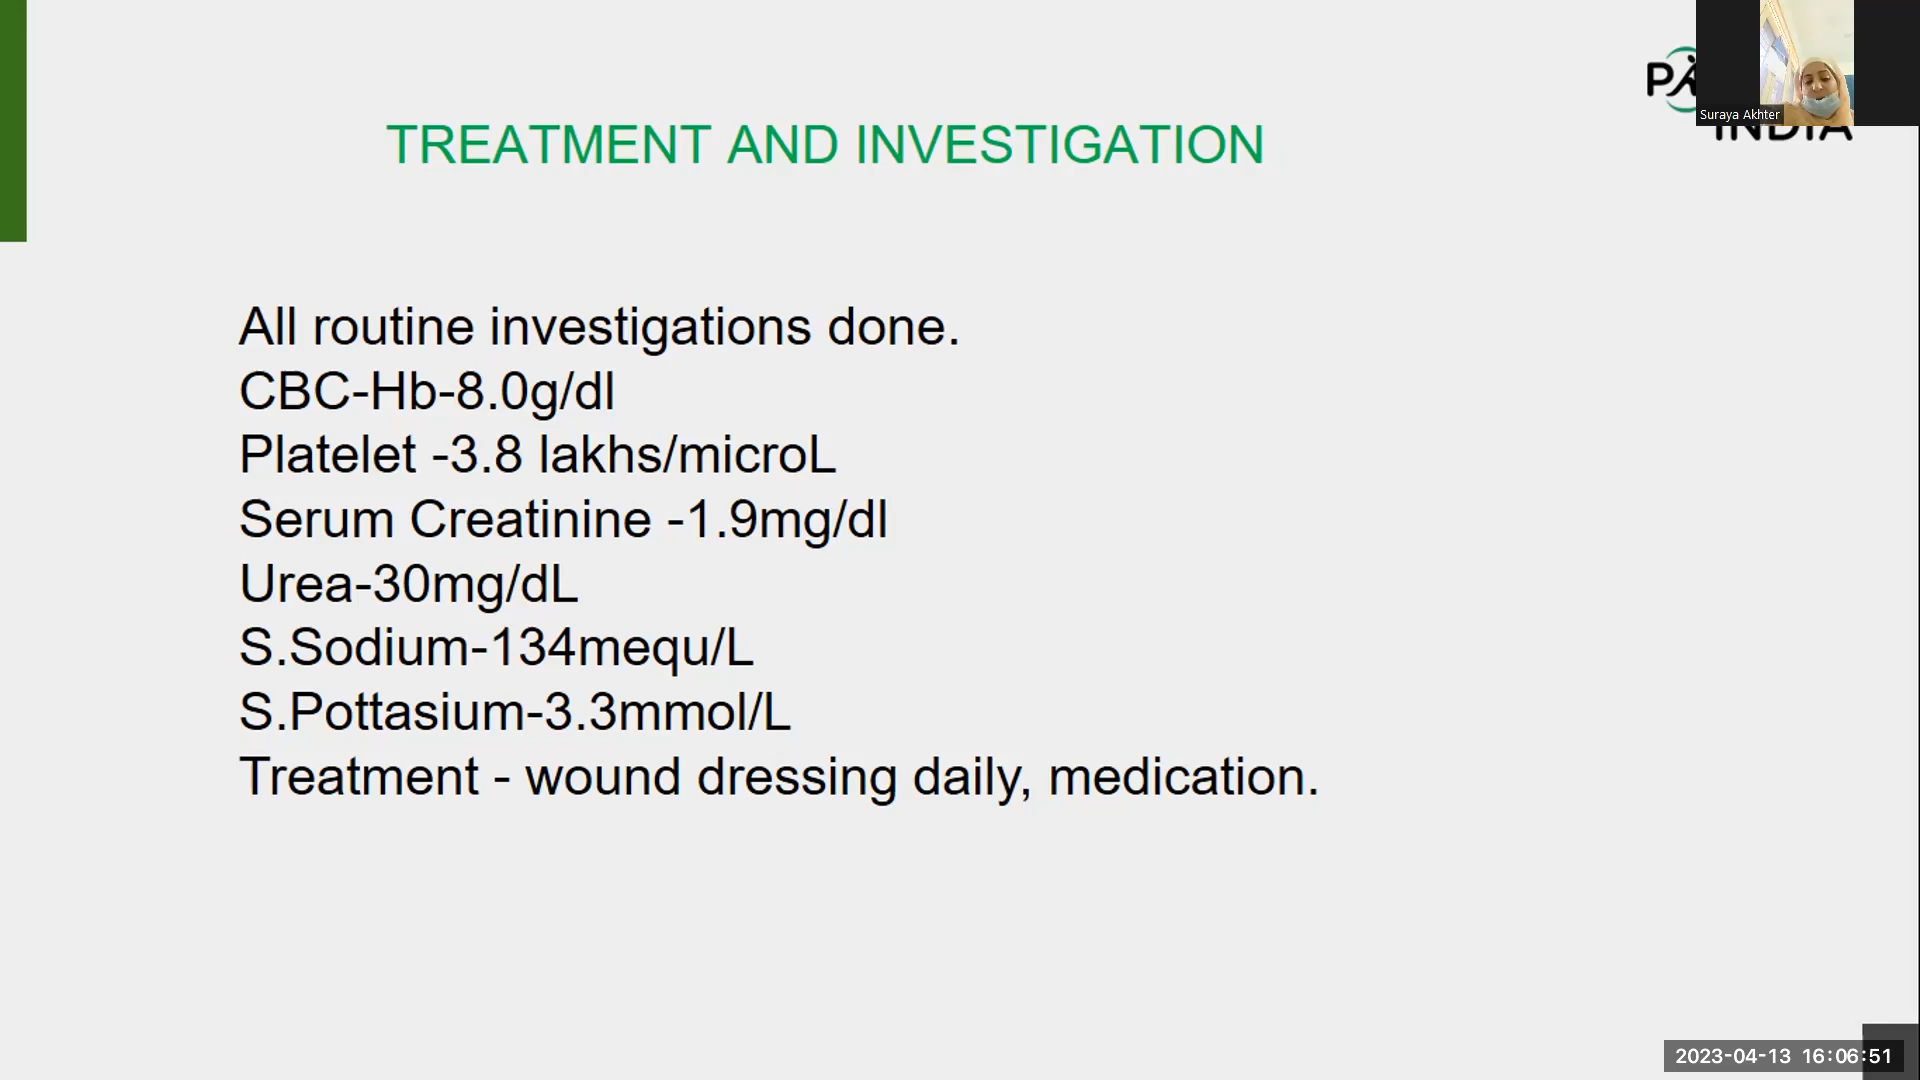 TREATMENT AND INVESTIGATION
Suraya Akhter
INDIA
All routine investigations done.
CBC-Hb-8.0g/dl
Platelet -3.8 lakhs/microL
Serum Creatinine -1.9mg/dl
Urea-30mg/dL
S.Sodium-134mequ/L
S.Pottasium-3.3mmol/L
Treatment - wound dressing daily, medication.
2023-04-13 16:06:51